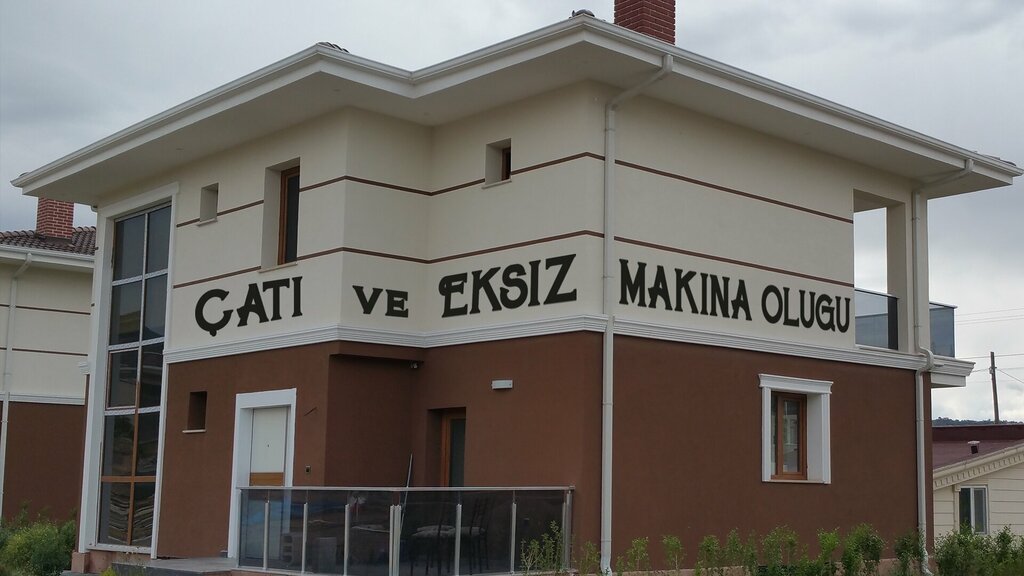 ÇATI VE EKSIZ MAKINA OLUGU